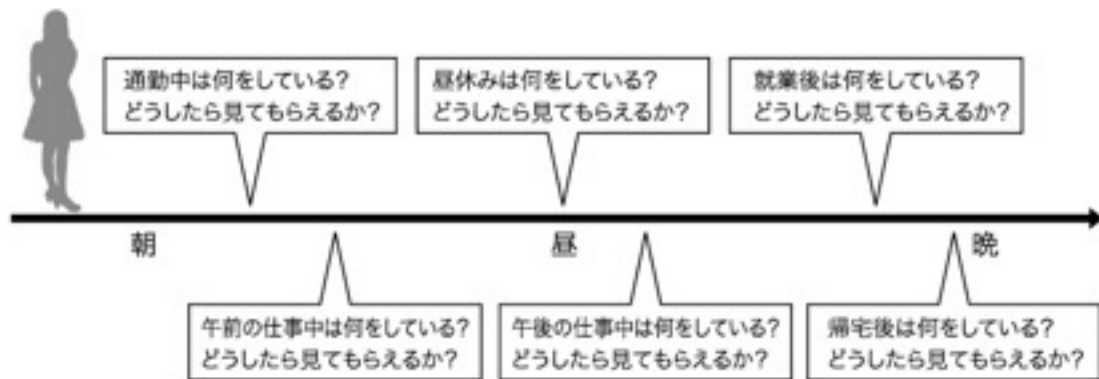 通勤中は何をしている?
どうしたら見てもらえるか?
昼休みは何をしている?
どうしたら見てもらえるか?
就業後は何をしている?
どうしたら見てもらえるか?
朝
昼
晩
午前の仕事中は何をしている?
どうしたら見てもらえるか?
午後の仕事中は何をしている?
どうしたら見てもらえるか?
帰宅後は何をしている?
どうしたら見てもらえるか?